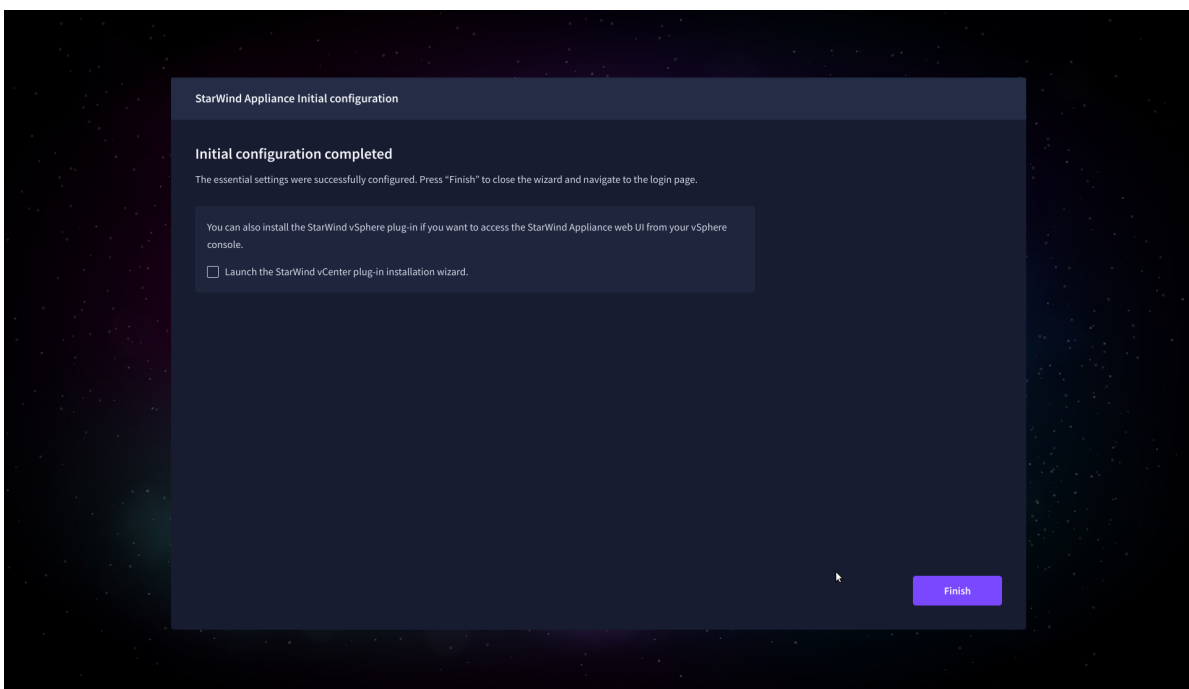 StarWind Appliance Initial configuration
Initial configuration completed
The essential settings were successfully configured. Press “Finish” to close the wizard and navigate to the login page.
You can also install the StarWind vSphere plug-in if you want to access the StarWind Appliance web UI from your vSphere
console.
Launch the StarWind vCenter plug-in installation wizard.
Finish